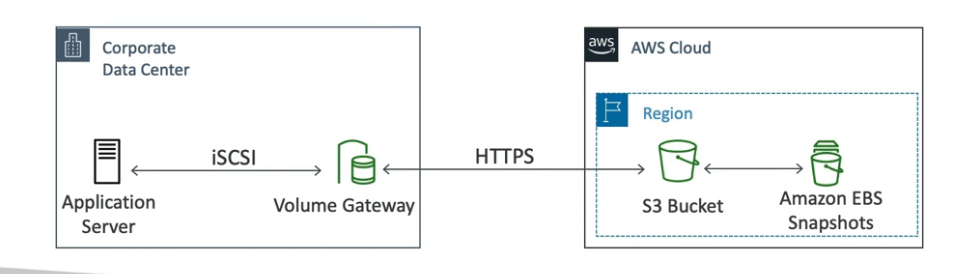 Corporate
Data Center
aws
AWS Cloud
Region
iSCSI
HTTPS
Application
Server
Volume Gateway
S3 Bucket
Amazon EBS
Snapshots